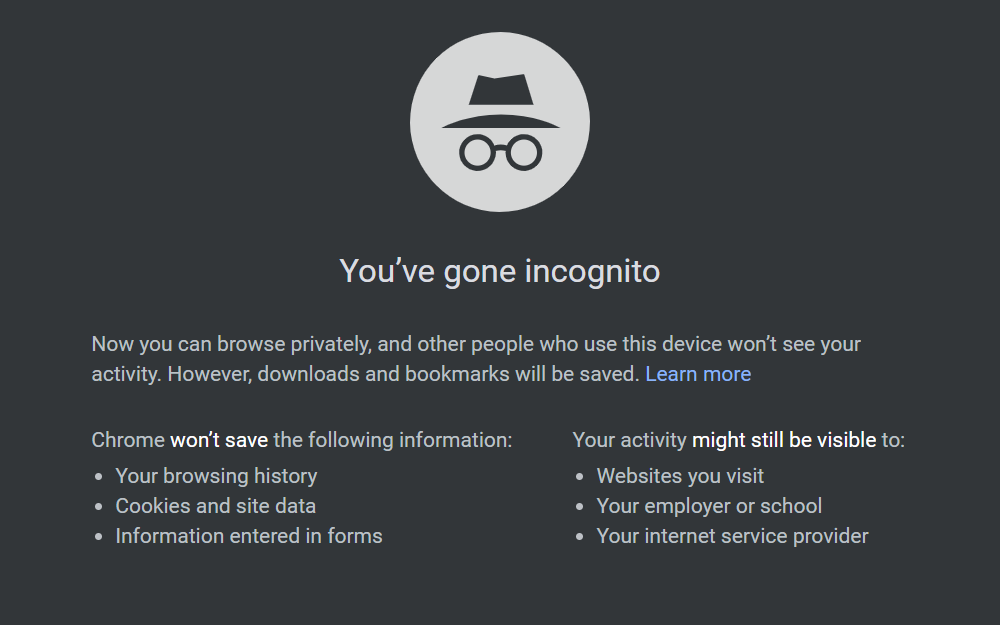 You’ve gone incognito
Now you can browse privately, and other people who use this device won’t see your
activity. However, downloads and bookmarks will be saved. Learn more
Chrome won’t save the following information:
• Your browsing history
• Cookies and site data
• Information entered in forms
Your activity might still be visible to:
• Websites you visit
• Your employer or school
• Your internet service provider